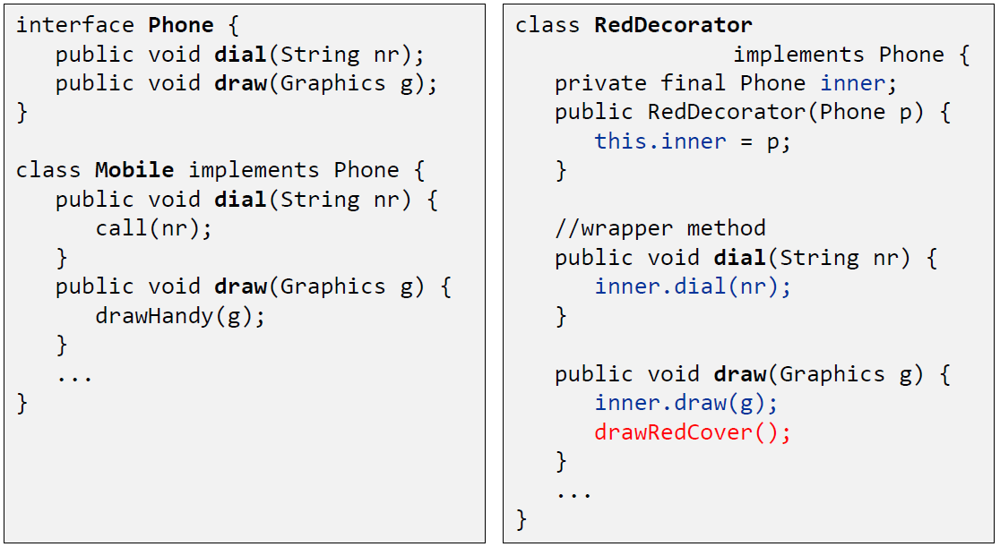 interface Phone {
   public void dial(String nr);
   public void draw(Graphics g);
}

class Mobile implements Phone {
   public void dial(String nr) {
      call(nr);
   }
   public void draw(Graphics g) {
      drawHandy(g);
   }
   ...
}

class RedDecorator
                implements Phone {
   private final Phone inner;
   public RedDecorator(Phone p) {
      this.inner = p;
   }

   //wrapper method
   public void dial(String nr) {
      inner.dial(nr);
   }

   public void draw(Graphics g) {
      inner.draw(g);
      drawRedCover();
   }
   ...
}